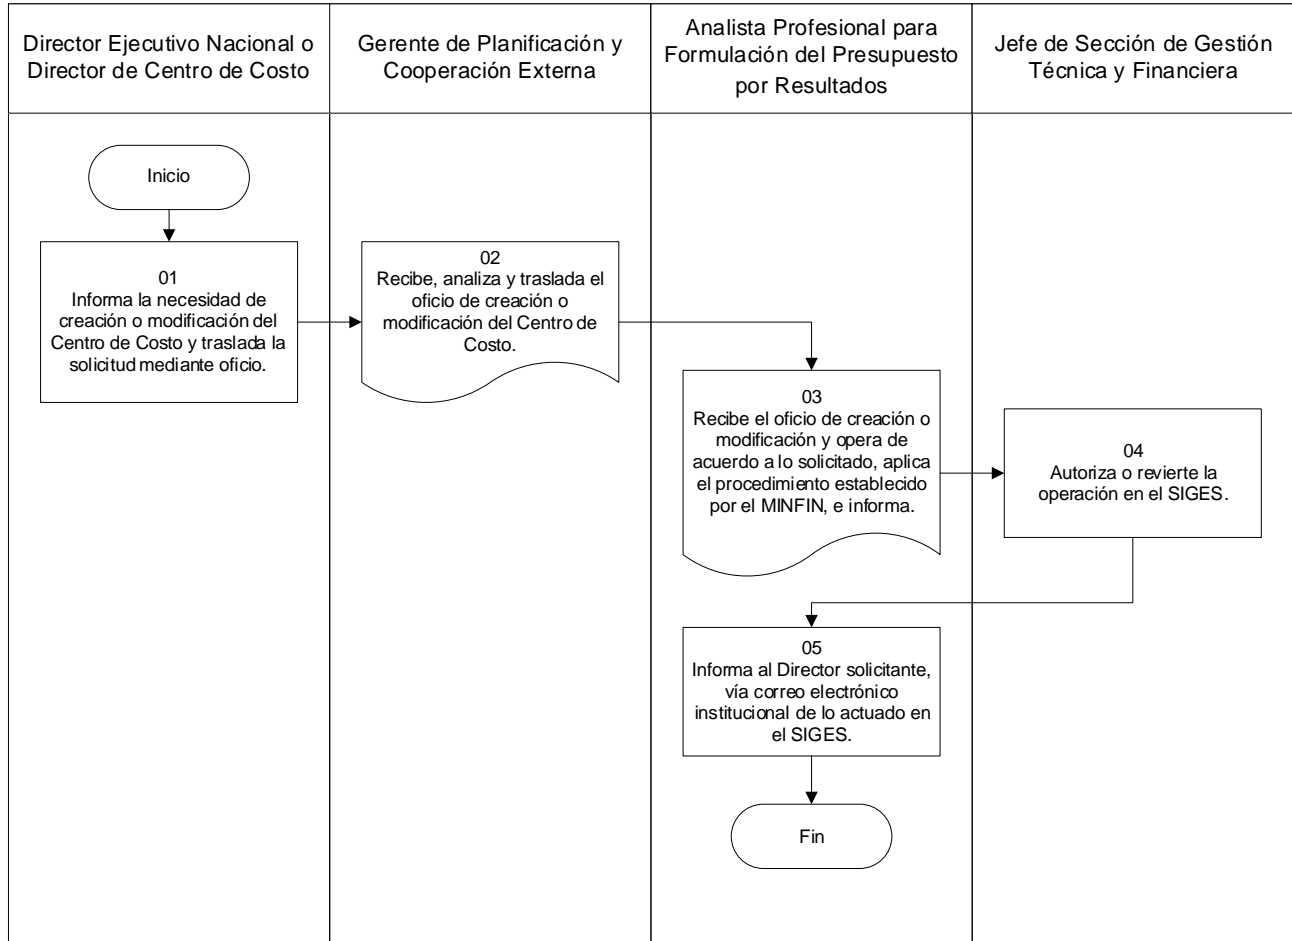 Director Ejecutivo Nacional o
Director de Centro de Costo
Gerente de Planificación y
Cooperación Externa
Analista Profesional para
Formulación del Presupuesto
por Resultados
Jefe de Sección de Gestión
Técnica y Financiera
Inicio
01
Informa la necesidad de
creación o modificación del
Centro de Costo y traslada la
solicitud mediante oficio.
02
Recibe, analiza y traslada el
oficio de creación o
modificación del Centro de
Costo.
03
Recibe el oficio de creación o
modificación y opera de
acuerdo a lo solicitado, aplica
el procedimiento establecido
por el MINFIN, e informa.
04
Autoriza o revierte la
operación en el SIGES.
05
Informa al Director solicitante,
vía correo electrónico
institucional de lo actuado en
el SIGES.
Fin